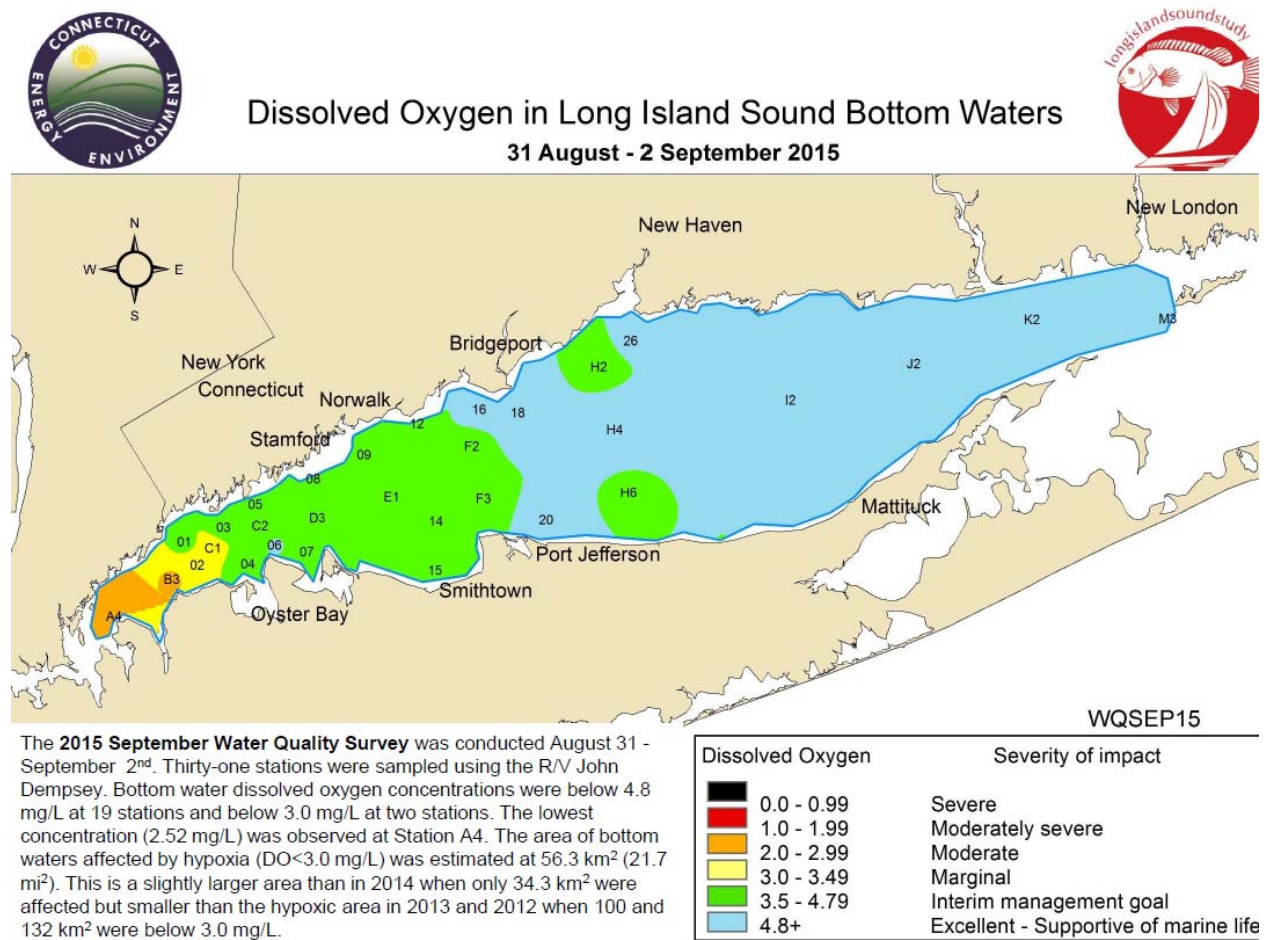 CONNECTICUT
ENERGY
ENVIRONMENT
longislandsoundstudy
Dissolved Oxygen in Long Island Sound Bottom Waters
31 August - 2 September 2015
N
W
E
S
New London
New Haven
K2
M3
Bridgeport
26
J2
New York
H2
Connecticut
Norwalk
I2
16
18
12
H4
Stamford
F2
09
08
H6
E1
F3
Mattituck
05
14
20
03
C2
D3
01
06
Port Jefferson
C1
07
02
04
15
B3
Smithtown
A4
Oyster Bay
WQSEP15
The 2015 September Water Quality Survey was conducted August 31 -
September 2nd. Thirty-one stations were sampled using the R/V John
Dempsey. Bottom water dissolved oxygen concentrations were below 4.8
mg/L at 19 stations and below 3.0 mg/L at two stations. The lowest
concentration (2.52 mg/L) was observed at Station A4. The area of bottom
waters affected by hypoxia (DO<3.0 mg/L) was estimated at 56.3 km² (21.7
mi²). This is a slightly larger area than in 2014 when only 34.3 km² were
affected but smaller than the hypoxic area in 2013 and 2012 when 100 and
132 km² were below 3.0 mg/L.
Dissolved Oxygen Severity of impact
0.0 - 0.99 Severe
1.0 - 1.99 Moderately severe
2.0 - 2.99 Moderate
3.0 - 3.49 Marginal
3.5 - 4.79 Interim management goal
4.8+ Excellent - Supportive of marine life